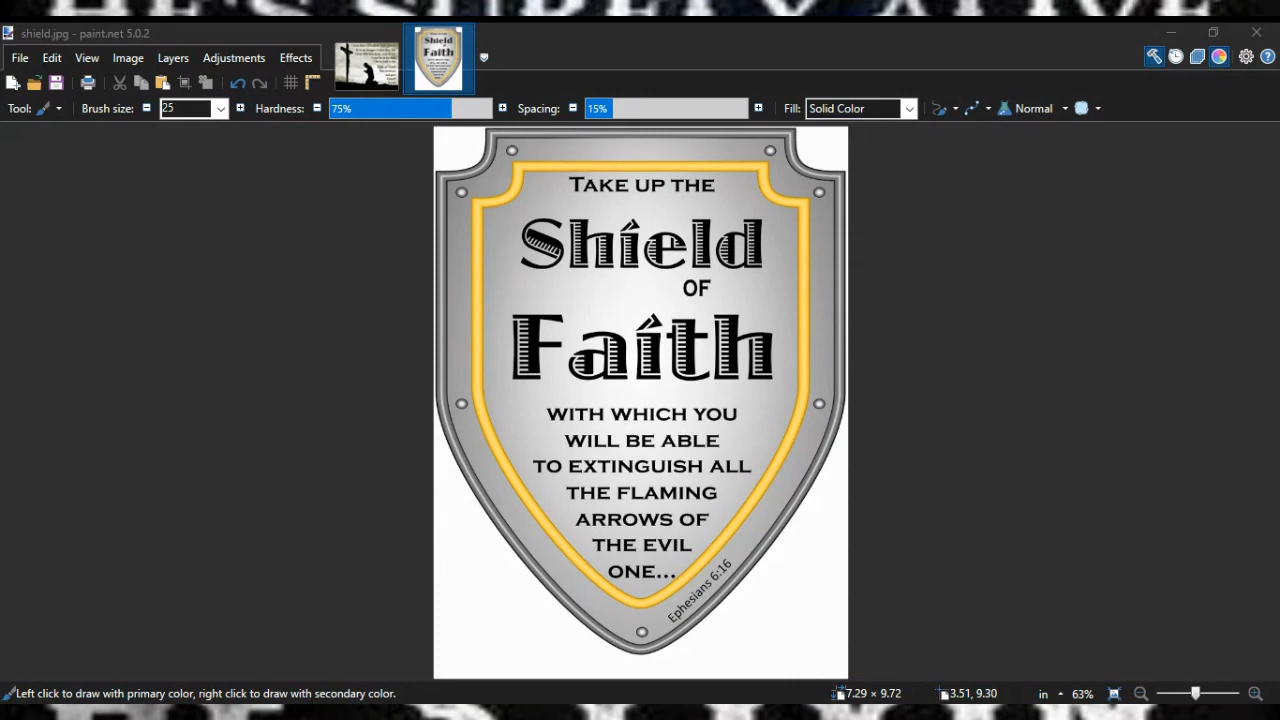 HE'S SUPPLY ALIVE
shield.jpg - paint.net 5.0.2
File Edit View Image Layers Adjustments Effects
Tool: Brush size: 25 Hardness: 75% Spacing: 15% Fill: Solid Color Normal
TAKE UP THE
Shield
OF
Faith
WITH WHICH YOU
WILL BE ABLE
TO EXTINGUISH ALL
THE FLAMING
ARROWS OF
THE EVIL
ONE...
Ephesians 6:16
Left click to draw with primary color, right click to draw with secondary color. 7.29 × 9.72 3.51, 9.30 in 63%